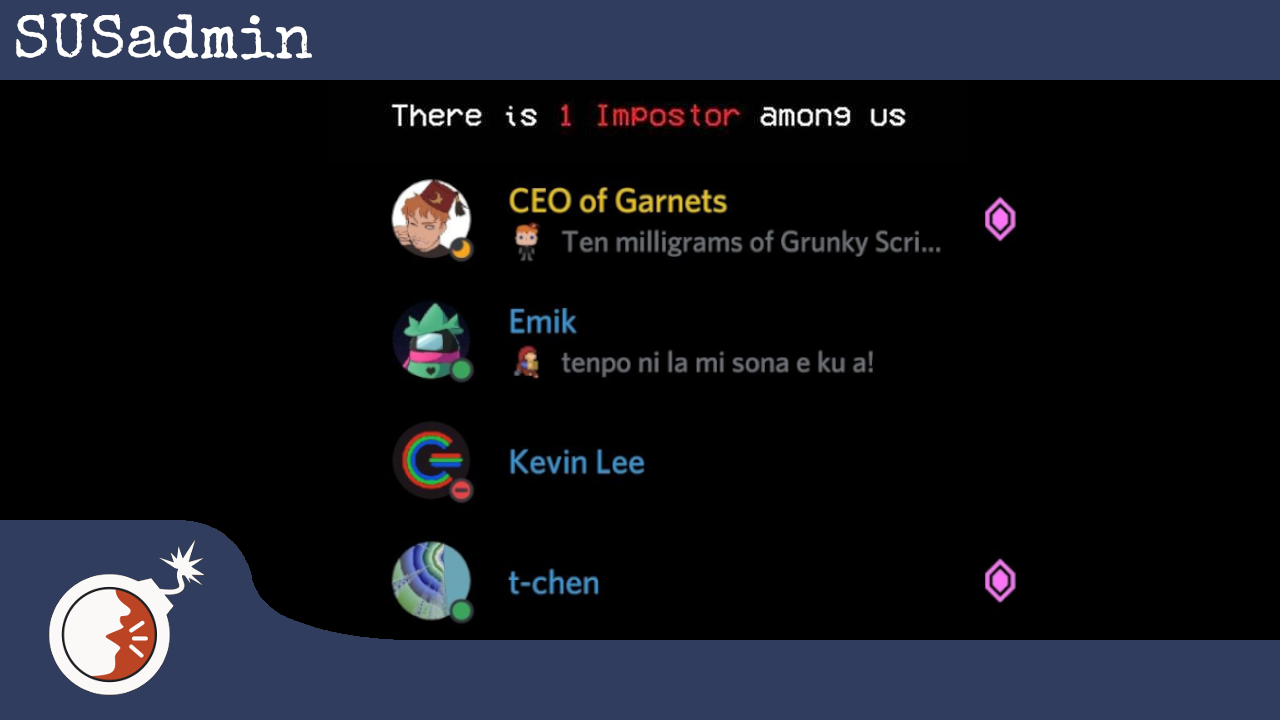 SUSadmin
There is 1 Impostor among us
CEO of Garnets
Ten milligrams of Grunky Scri...
Emik
tenpo ni la mi sona e ku a!
Kevin Lee
t-chen